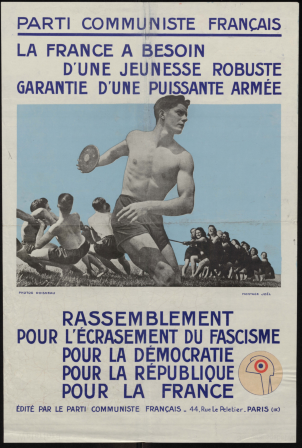 PARTI COMMUNISTE FRANÇAIS
LA FRANCE A BESOIN
D'UNE JEUNESSE ROBUSTE
GARANTIE D'UNE PUISSANTE ARMÉE
RASSEMBLEMENT
POUR L'ÉCRASEMENT DU FASCISME
POUR LA DÉMOCRATIE
POUR LA RÉPUBLIQUE
POUR LA FRANCE
ÉDITÉ PAR LE PARTI COMMUNISTE FRANÇAIS _ 44, Rue Le Peletier _ PARIS